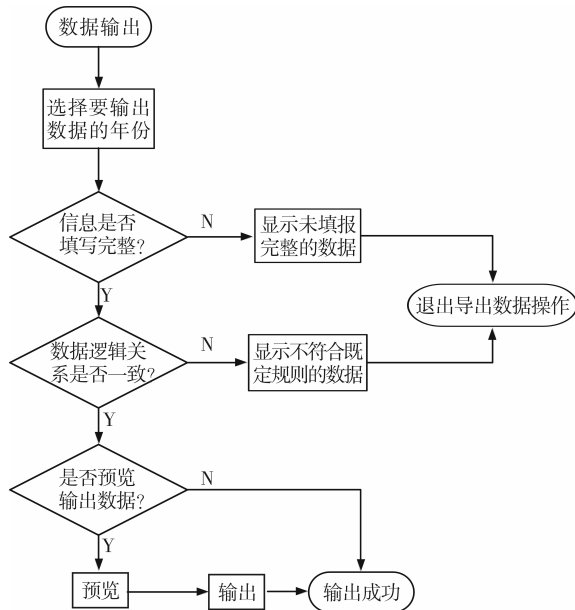 数据输出
选择要输出
数据的年份
信息是否
填写完整?
N
显示未填报
完整的数据
退出导出数据操作
Y
数据逻辑关
系是否一致?
N
显示不符合既
定规则的数据
Y
是否预览
输出数据?
N
Y
预览
输出
输出成功